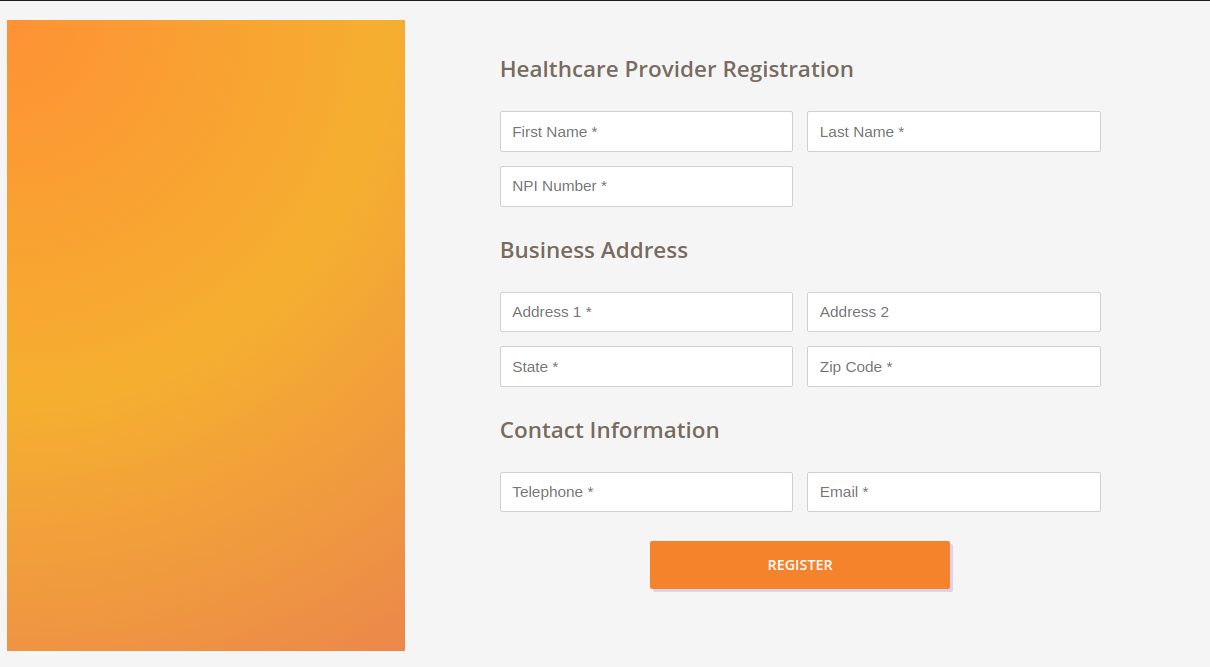 Healthcare Provider Registration
First Name *
Last Name *
NPI Number *
Business Address
Address 1 *
Address 2
State *
Zip Code *
Contact Information
Telephone *
Email *
REGISTER